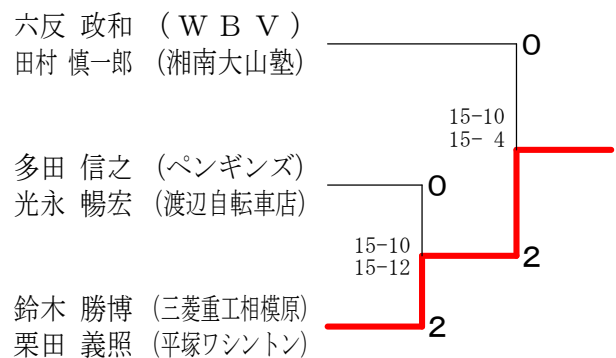 六反 政和 (ＷＢＶ)
田村 慎一郎 (湘南大山塾)
0
15-10
15- 4
多田 信之 (ペンギンズ)
光永 暢宏 (渡辺自転車店)
0
15-10
15-12
2
鈴木 勝博 (三菱重工相模原)
栗田 義照 (平塚ワシントン)
2